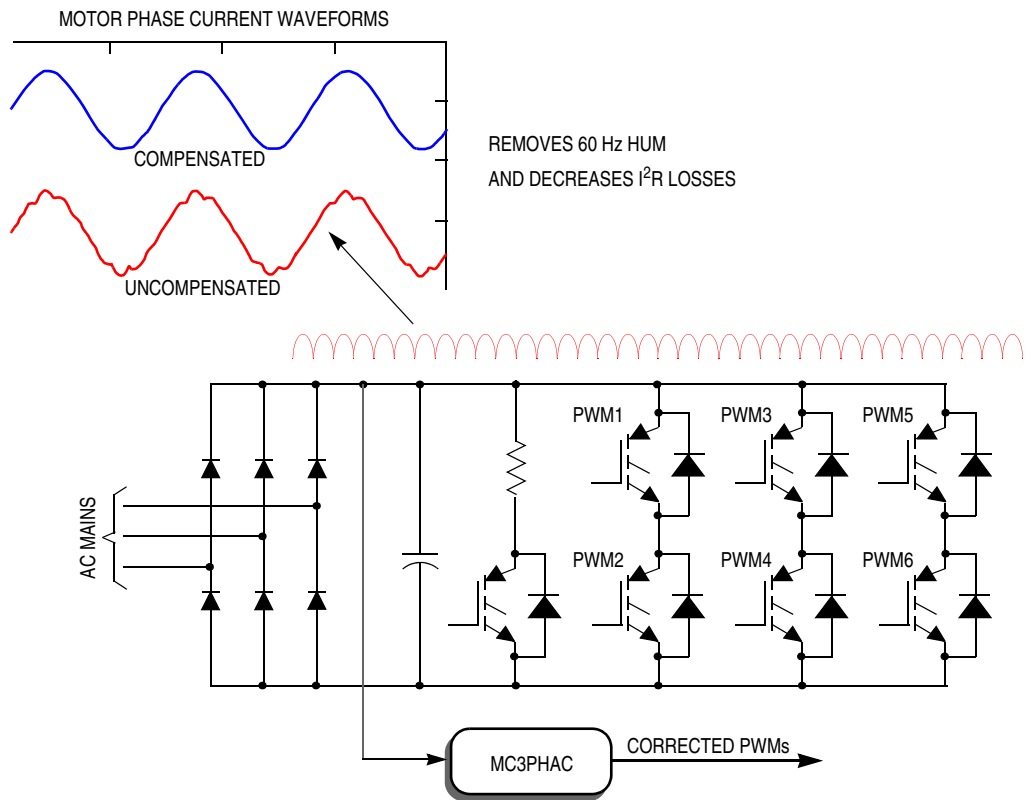 MOTOR PHASE CURRENT WAVEFORMS
COMPENSATED
REMOVES 60 Hz HUM
AND DECREASES I²R LOSSES
UNCOMPENSATED
PWM1
PWM3
PWM5
AC MAINS
PWM2
PWM4
PWM6
MC3PHAC
CORRECTED PWMs